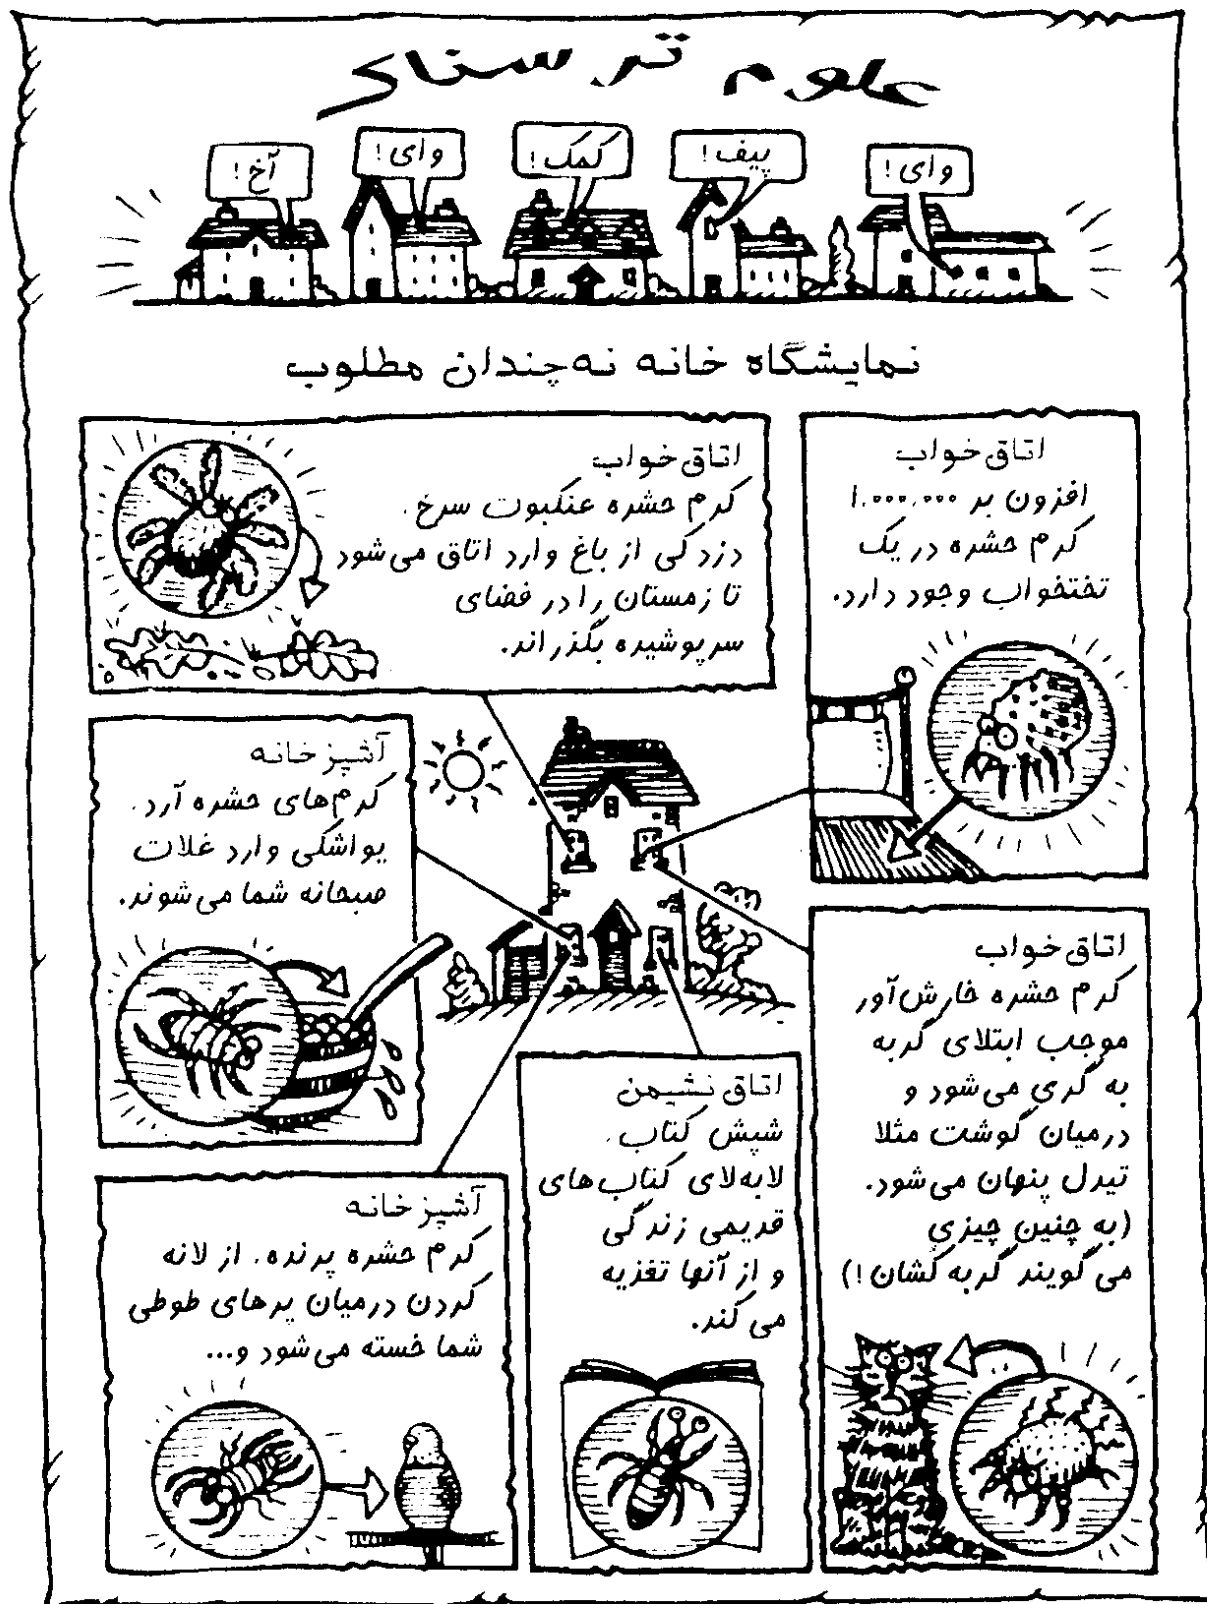 علوم ترسناک
وای!
پیف!
کمک!
وای!
آخ!
نمایشگاه خانه نه‌چندان مطلوب
اتاق خواب
افزون بر ۱.۰۰۰.۰۰۰
کرم حشره در یک
تختخواب وجود دارد.
اتاق خواب
کرم حشره عنکبوت سرخ.
دزدکی از باغ وارد اتاق می‌شود
تا زمستان را در فضای
سرپوشیده بگذراند.
آشپزخانه
کرم‌های حشره آرد.
یواشکی وارد غلات
صبحانه شما می‌شوند.
اتاق خواب
کرم حشره خارش‌آور
موجب ابتلای گربه
به گری می‌شود و
درمیان گوشت مثلا
تیدل پنهان می‌شود.
(به چنین چیزی
می‌گویند گربه کُشان!)
اتاق نشیمن
شپش کتاب.
لابه‌لای کتاب‌های
قدیمی زندگی
و از آنها تغذیه
می‌کند.
آشپزخانه
کرم حشره پرنده. از لانه
کردن درمیان پرهای طوطی
شما خسته می‌شود و...